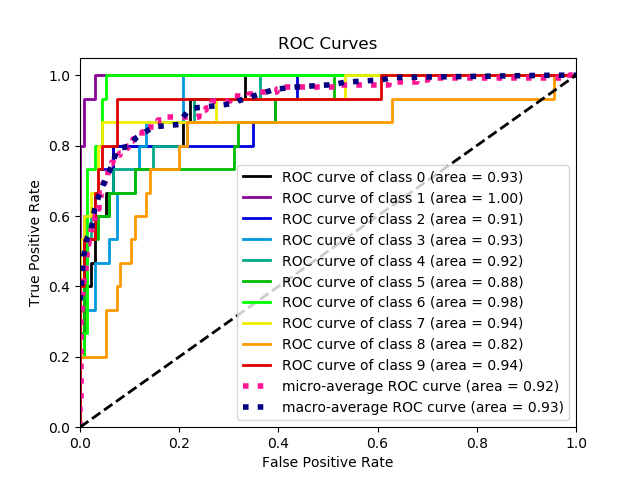 ROC Curves
1.0
0.8
0.6
0.4
0.2
0.0
True Positive Rate
ROC curve of class 0 (area = 0.93)
ROC curve of class 1 (area = 1.00)
ROC curve of class 2 (area = 0.91)
ROC curve of class 3 (area = 0.93)
ROC curve of class 4 (area = 0.92)
ROC curve of class 5 (area = 0.88)
ROC curve of class 6 (area = 0.98)
ROC curve of class 7 (area = 0.94)
ROC curve of class 8 (area = 0.82)
ROC curve of class 9 (area = 0.94)
micro-average ROC curve (area = 0.92)
macro-average ROC curve (area = 0.93)
0.0 0.2 0.4 0.6 0.8 1.0
False Positive Rate